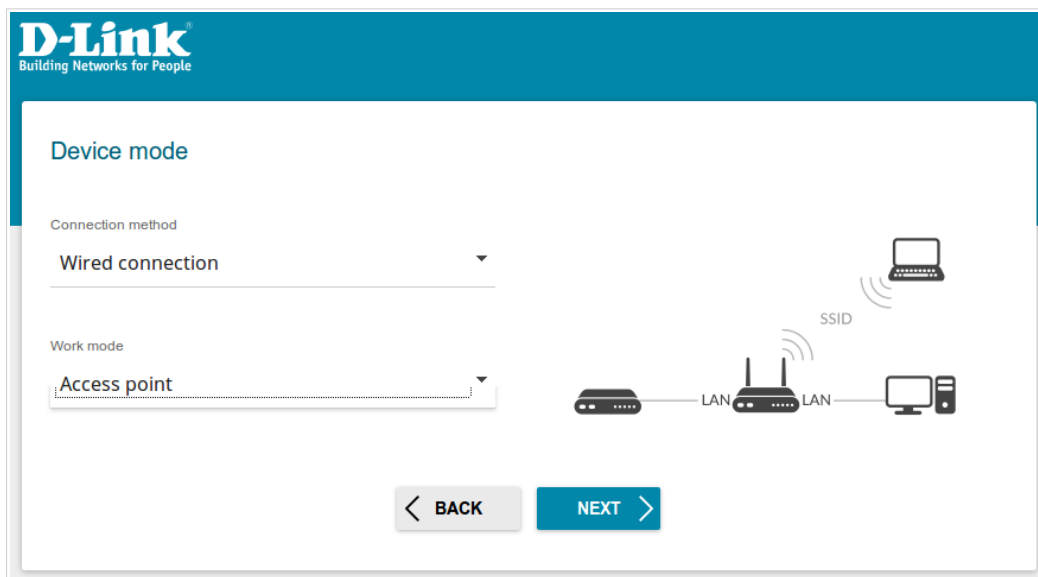 D-Link®
Building Networks for People
Device mode
Connection method
Wired connection
Work mode
Access point
SSID
LAN LAN
BACK NEXT